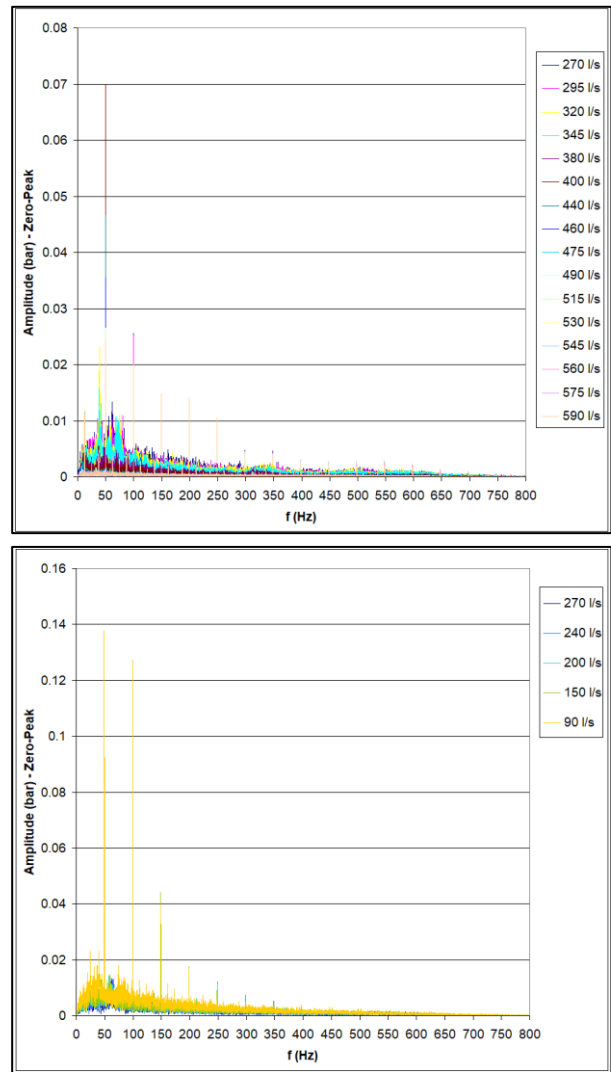 0.08
0.07
0.06
0.05
0.04
0.03
0.02
0.01
0
Amplitude (bar) - Zero-Peak
0 50 100 150 200 250 300 350 400 450 500 550 600 650 700 750 800
f (Hz)
270 l/s
295 l/s
320 l/s
345 l/s
380 l/s
400 l/s
440 l/s
460 l/s
475 l/s
490 l/s
515 l/s
530 l/s
545 l/s
560 l/s
575 l/s
590 l/s
0.16
0.14
0.12
0.1
0.08
0.06
0.04
0.02
0
Amplitude (bar) - Zero-Peak
0 50 100 150 200 250 300 350 400 450 500 550 600 650 700 750 800
f (Hz)
270 l/s
240 l/s
200 l/s
150 l/s
90 l/s